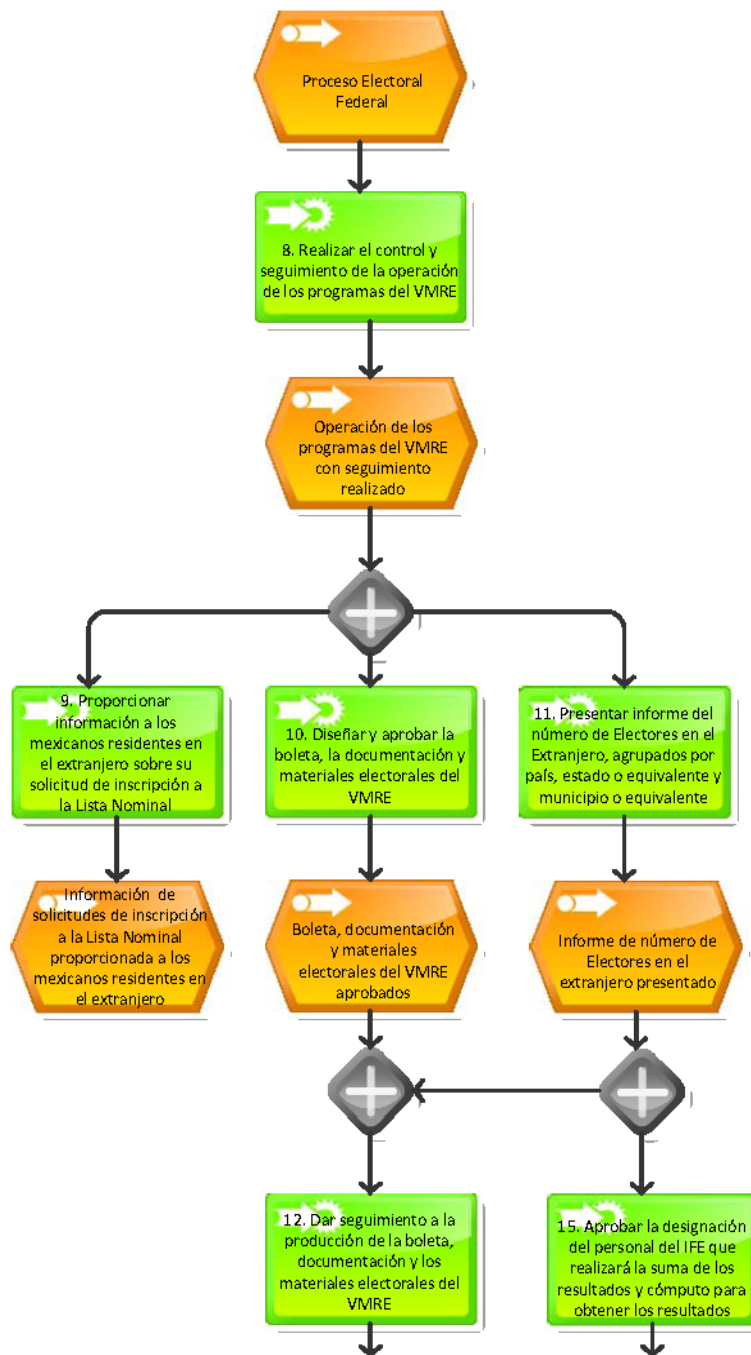 Proceso Electoral
Federal
8. Realizar el control y
seguimiento de la operación
de los programas del VMRE
Operación de los
programas del VMRE
con seguimiento
realizado
9. Proporcionar
información a los
mexicanos residentes en
el extranjero sobre su
solicitud de inscripción a
la Lista Nominal
10. Diseñar y aprobar la
boleta, la documentación y
materiales electorales del
VMRE
11. Presentar informe del
número de Electores en el
Extranjero, agrupados por
país, estado o equivalente y
municipio o equivalente
Información de
solicitudes de inscripción
a la Lista Nominal
proporcionada a los
mexicanos residentes en
el extranjero
Boleta, documentación
y materiales
electorales del VMRE
aprobados
Informe de número de
Electores en el
extranjero presentado
12. Dar seguimiento a la
producción de la boleta,
documentación y los
materiales electorales del
VMRE
15. Aprobar la designación
del personal del IFE que
realizará la suma de los
resultados y cómputo para
obtener los resultados